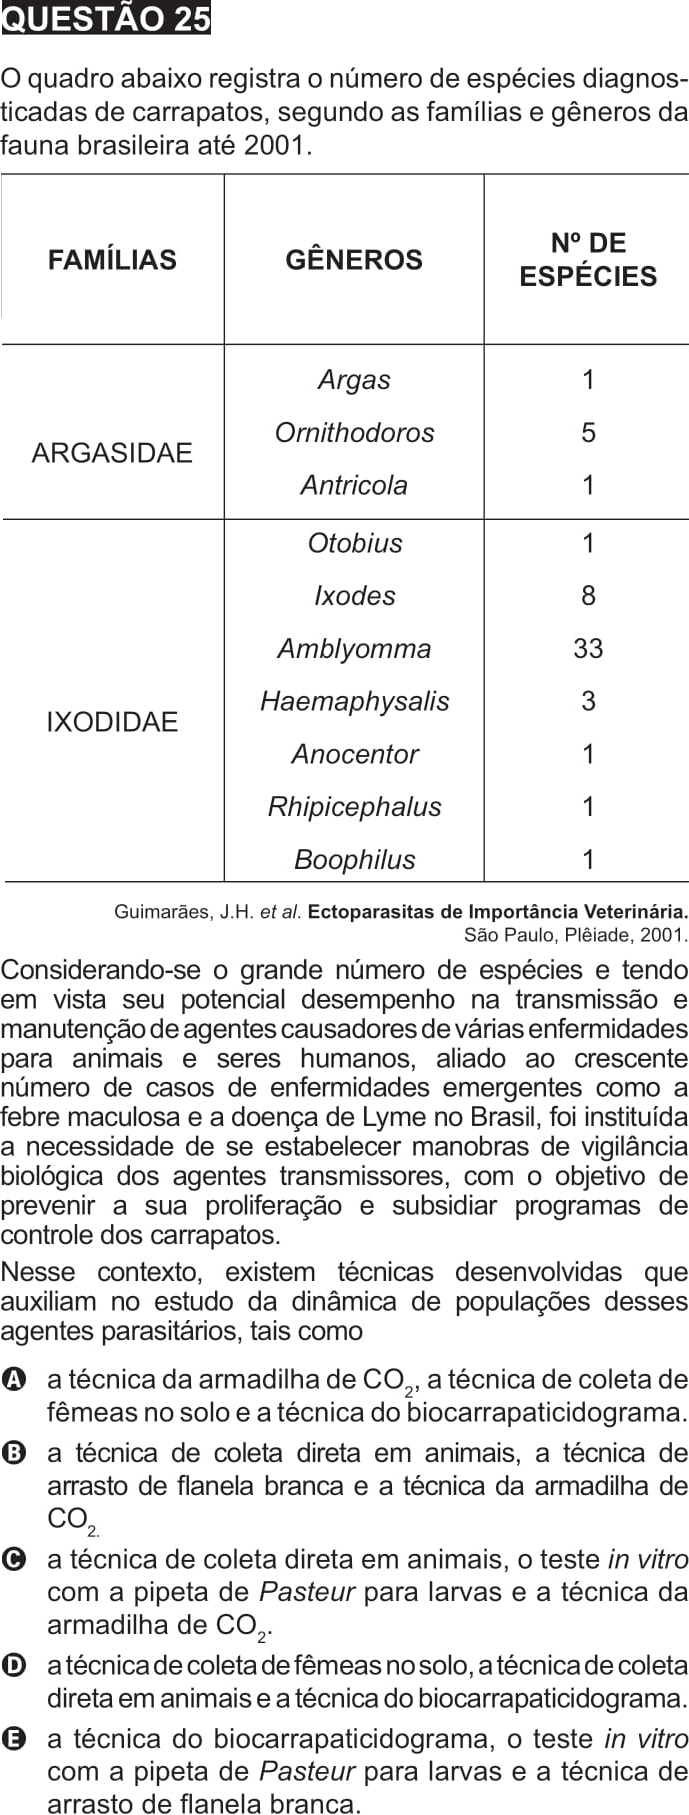 QUESTÃO 25
O quadro abaixo registra o número de espécies diagnos-
ticadas de carrapatos, segundo as famílias e gêneros da
fauna brasileira até 2001.
FAMÍLIAS GÊNEROS Nº DE ESPÉCIES
ARGASIDAE
Argas 1
Ornithodoros 5
Antricola 1
IXODIDAE
Otobius 1
Ixodes 8
Amblyomma 33
Haemaphysalis 3
Anocentor 1
Rhipicephalus 1
Boophilus 1
Guimarães, J.H. et al. Ectoparasitas de Importância Veterinária.
São Paulo, Plêiade, 2001.
Considerando-se o grande número de espécies e tendo
em vista seu potencial desempenho na transmissão e
manutenção de agentes causadores de várias enfermidades
para animais e seres humanos, aliado ao crescente
número de casos de enfermidades emergentes como a
febre maculosa e a doença de Lyme no Brasil, foi instituída
a necessidade de se estabelecer manobras de vigilância
biológica dos agentes transmissores, com o objetivo de
prevenir a sua proliferação e subsidiar programas de
controle dos carrapatos.
Nesse contexto, existem técnicas desenvolvidas que
auxiliam no estudo da dinâmica de populações desses
agentes parasitários, tais como
A a técnica da armadilha de CO2, a técnica de coleta de
fêmeas no solo e a técnica do biocarrapaticidograma.
B a técnica de coleta direta em animais, a técnica de
arrasto de flanela branca e a técnica da armadilha de
CO2.
C a técnica de coleta direta em animais, o teste in vitro
com a pipeta de Pasteur para larvas e a técnica da
armadilha de CO2.
D a técnica de coleta de fêmeas no solo, a técnica de coleta
direta em animais e a técnica do biocarrapaticidograma.
E a técnica do biocarrapaticidograma, o teste in vitro
com a pipeta de Pasteur para larvas e a técnica de
arrasto de flanela branca.